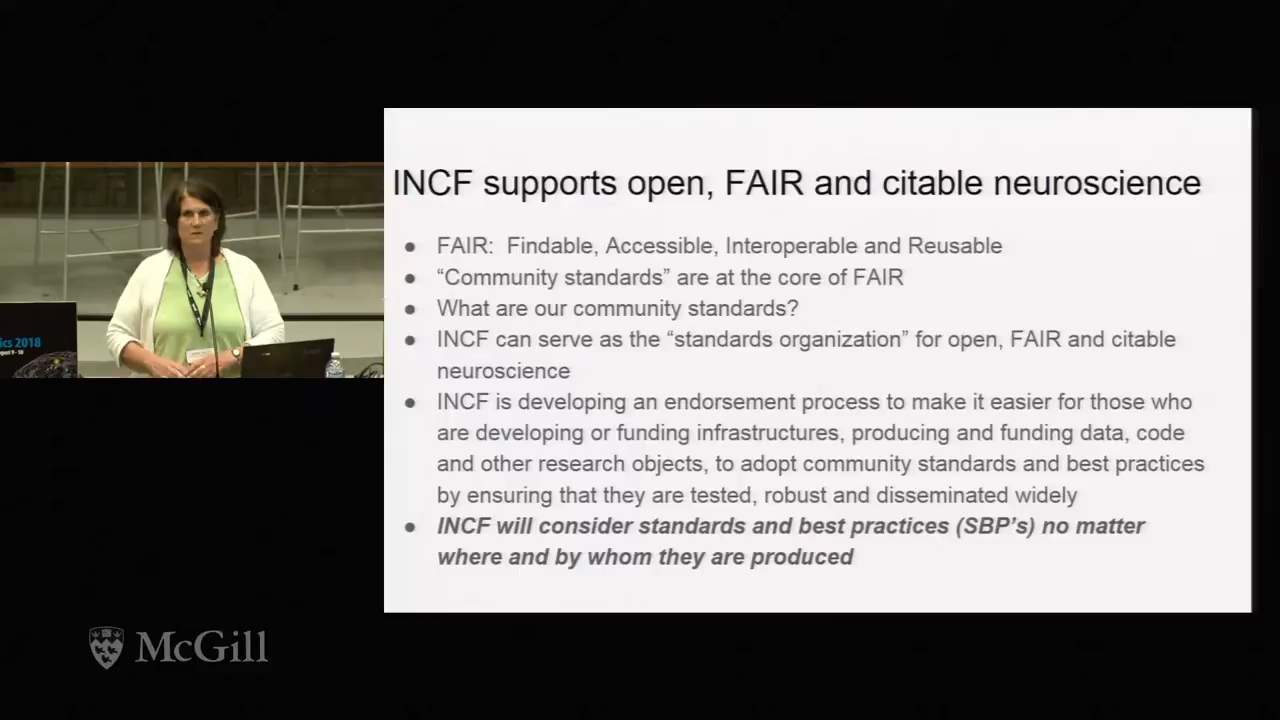 INCF supports open, FAIR and citable neuroscience
● FAIR:  Findable, Accessible, Interoperable and Reusable
● “Community standards” are at the core of FAIR
● What are our community standards?
● INCF can serve as the “standards organization” for open, FAIR and citable
neuroscience
● INCF is developing an endorsement process to make it easier for those who
are developing or funding infrastructures, producing and funding data, code
and other research objects, to adopt community standards and best practices
by ensuring that they are tested, robust and disseminated widely
● INCF will consider standards and best practices (SBP’s) no matter
where and by whom they are produced
ics 2018
McGill